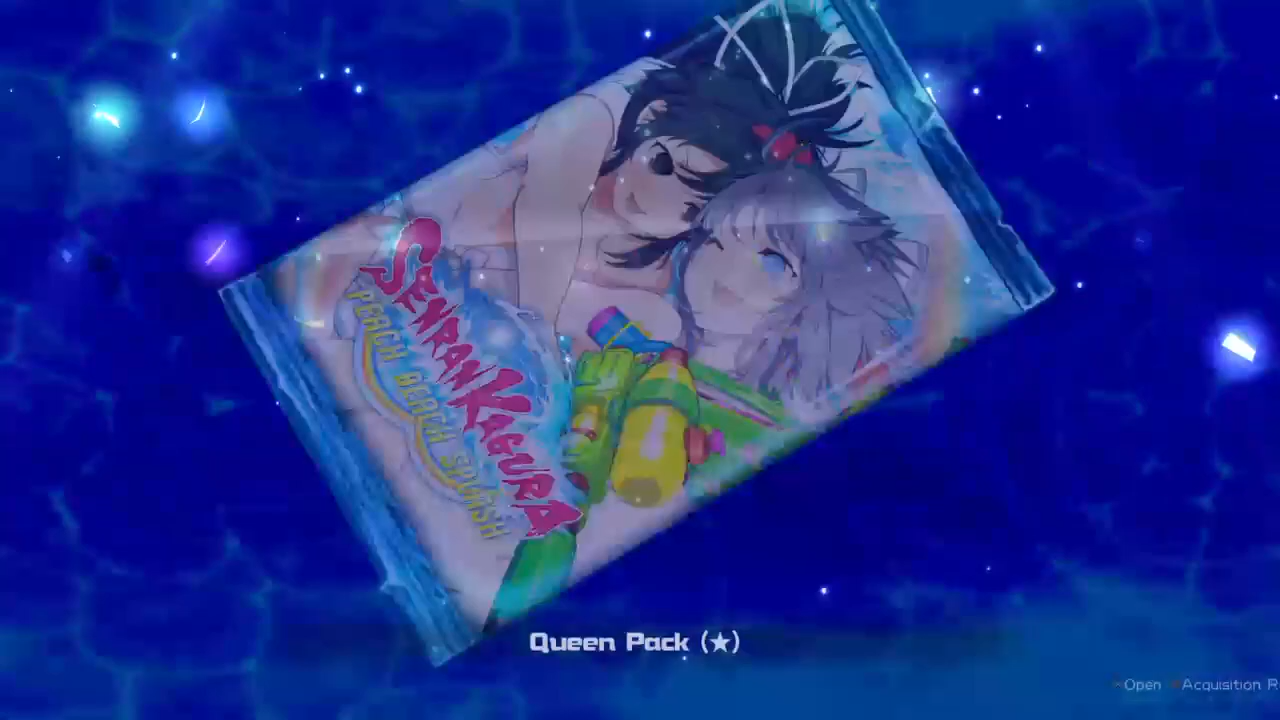 SENRAN KAGURA
PEACH BEACH SPLASH
Queen Pack (★)
Open Acquisition R